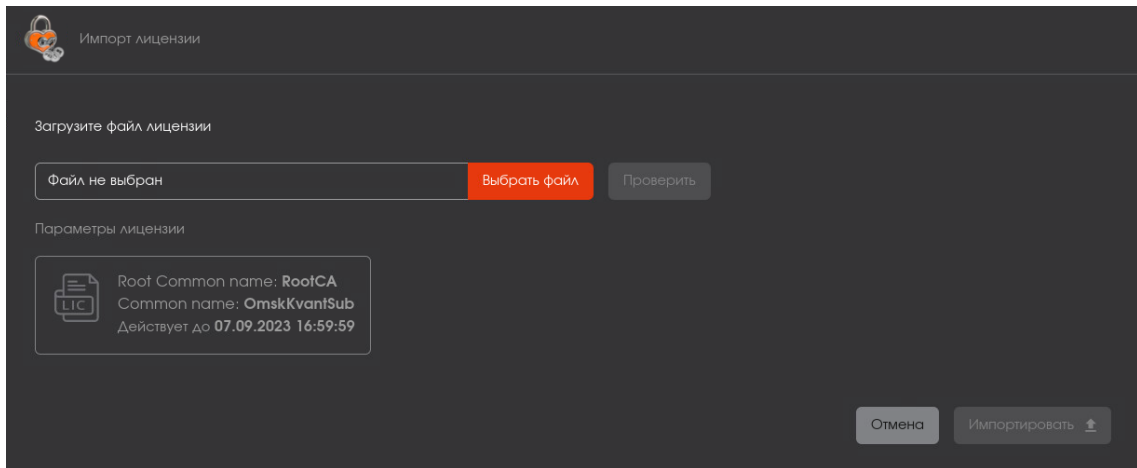 Импорт лицензии
Загрузите файл лицензии
Файл не выбран
Выбрать файл
Проверить
Параметры лицензии
LIC
Root Common name: RootCA
Common name: OmskKvantSub
Действует до 07.09.2023 16:59:59
Отмена
Импортировать